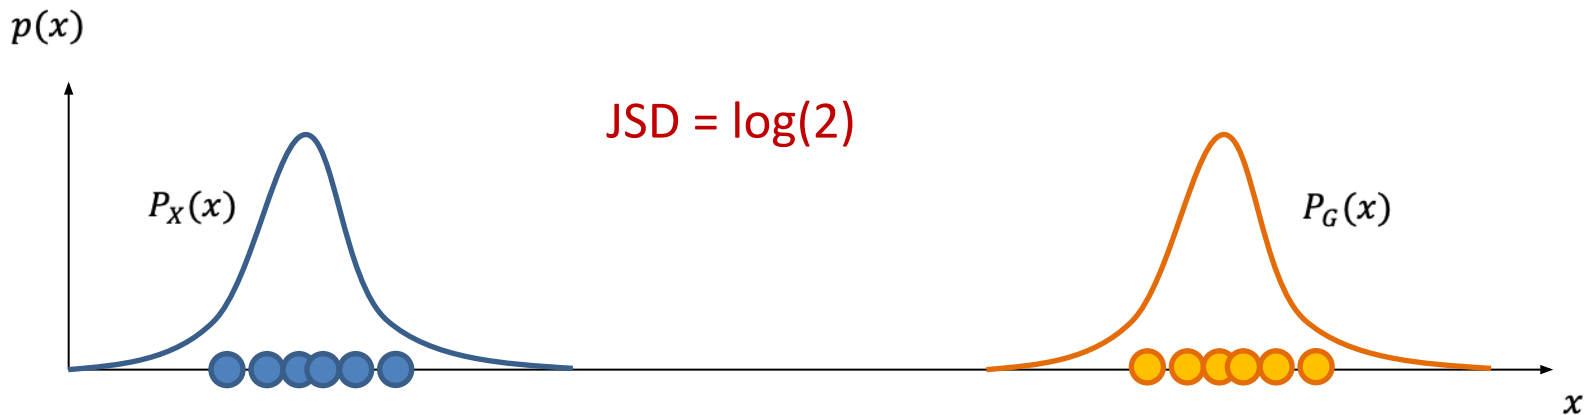 p(x)
JSD = log(2)
P_X(x)
P_G(x)
x